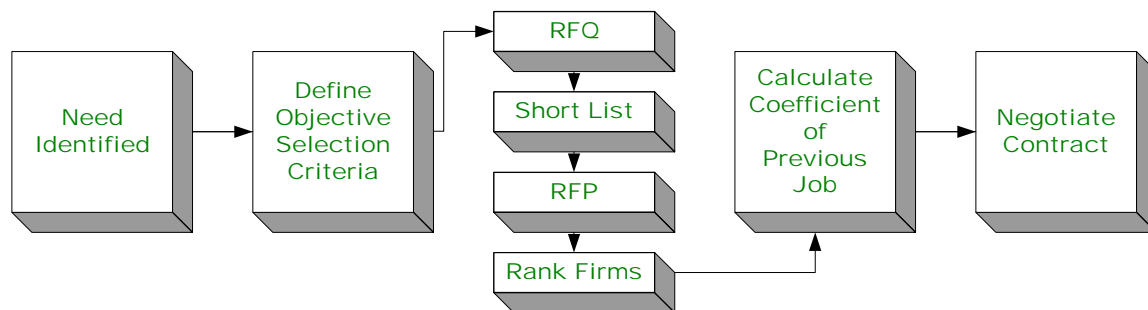 Need
Identified
Define
Objective
Selection
Criteria
RFQ
Short List
RFP
Rank Firms
Calculate
Coefficient
of
Previous
Job
Negotiate
Contract